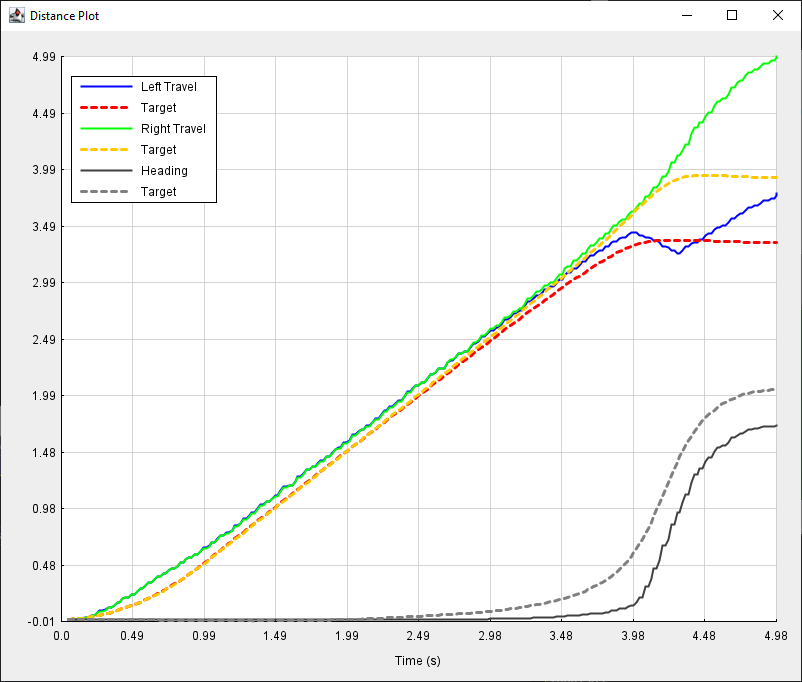 Distance Plot
4.99
4.49
3.99
3.49
2.99
2.49
1.99
1.48
0.98
0.48
-0.01
Left Travel
Target
Right Travel
Target
Heading
Target
0.0 0.49 0.99 1.49 1.99 2.49 2.98 3.48 3.98 4.48 4.98
Time (s)